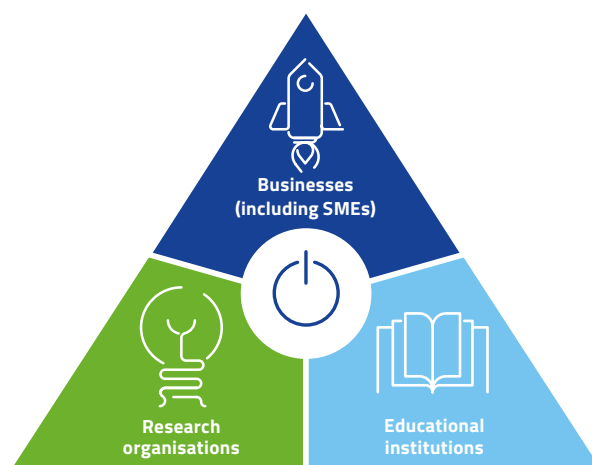 Businesses
(including SMEs)
Research
organisations
Educational
institutions